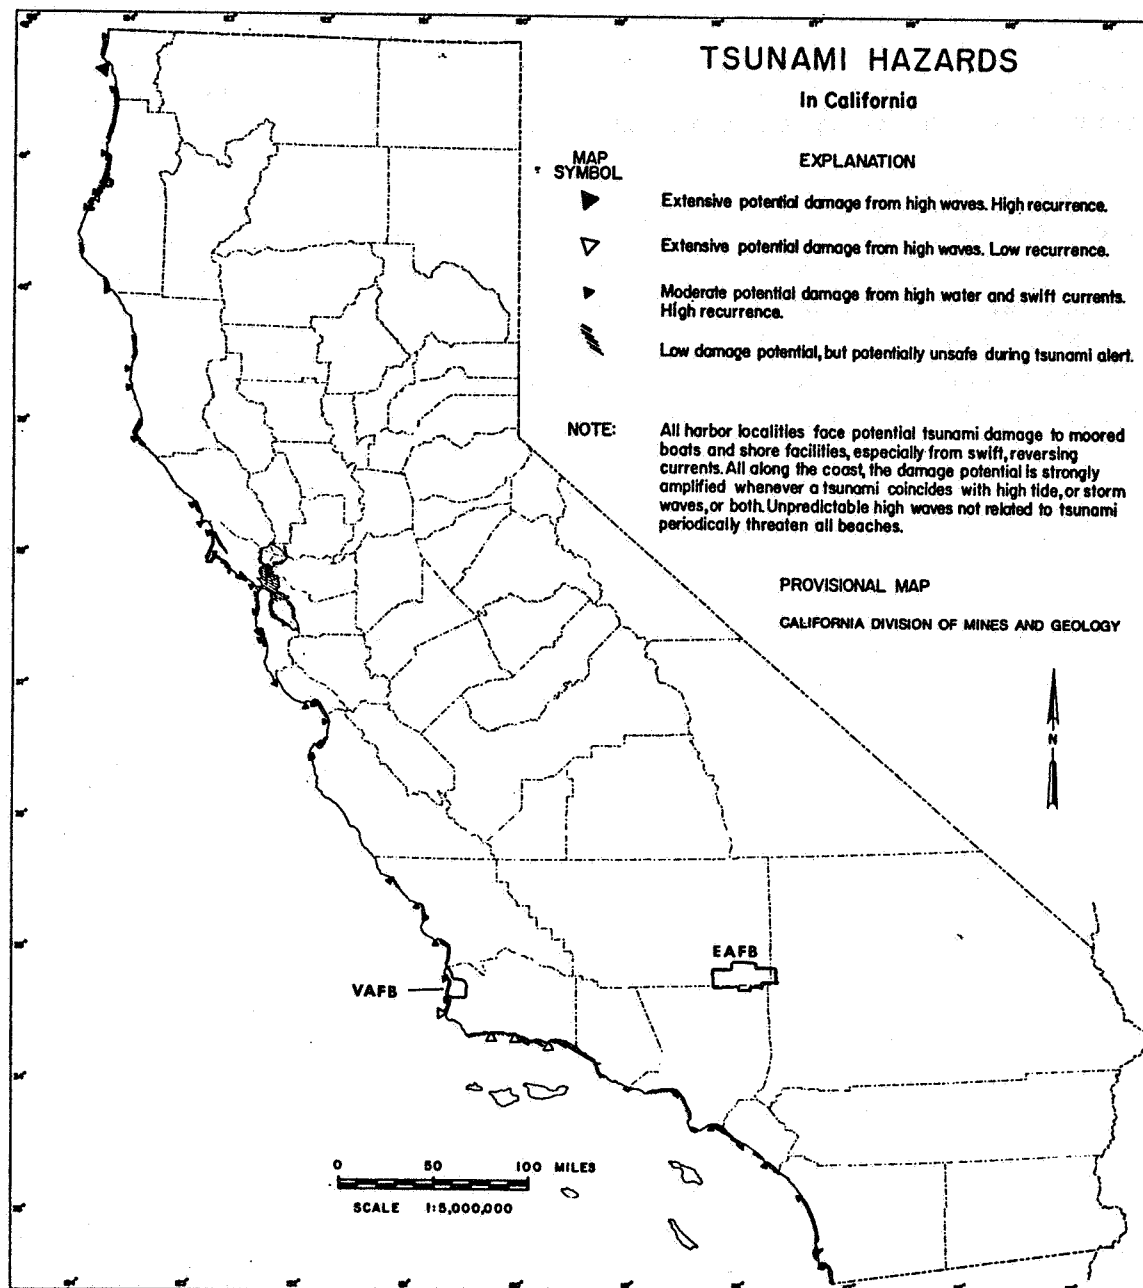 TSUNAMI HAZARDS
In California
MAP
SYMBOL
EXPLANATION
Extensive potential damage from high waves. High recurrence.
Extensive potential damage from high waves. Low recurrence.
Moderate potential damage from high water and swift currents.
High recurrence.
Low damage potential, but potentially unsafe during tsunami alert.
NOTE:
All harbor localities face potential tsunami damage to moored
boats and shore facilities, especially from swift, reversing
currents. All along the coast, the damage potential is strongly
amplified whenever a tsunami coincides with high tide, or storm
waves, or both. Unpredictable high waves not related to tsunami
periodically threaten all beaches.
PROVISIONAL MAP
CALIFORNIA DIVISION OF MINES AND GEOLOGY
N
EAFB
VAFB
0 50 100 MILES
SCALE 1:5,000,000